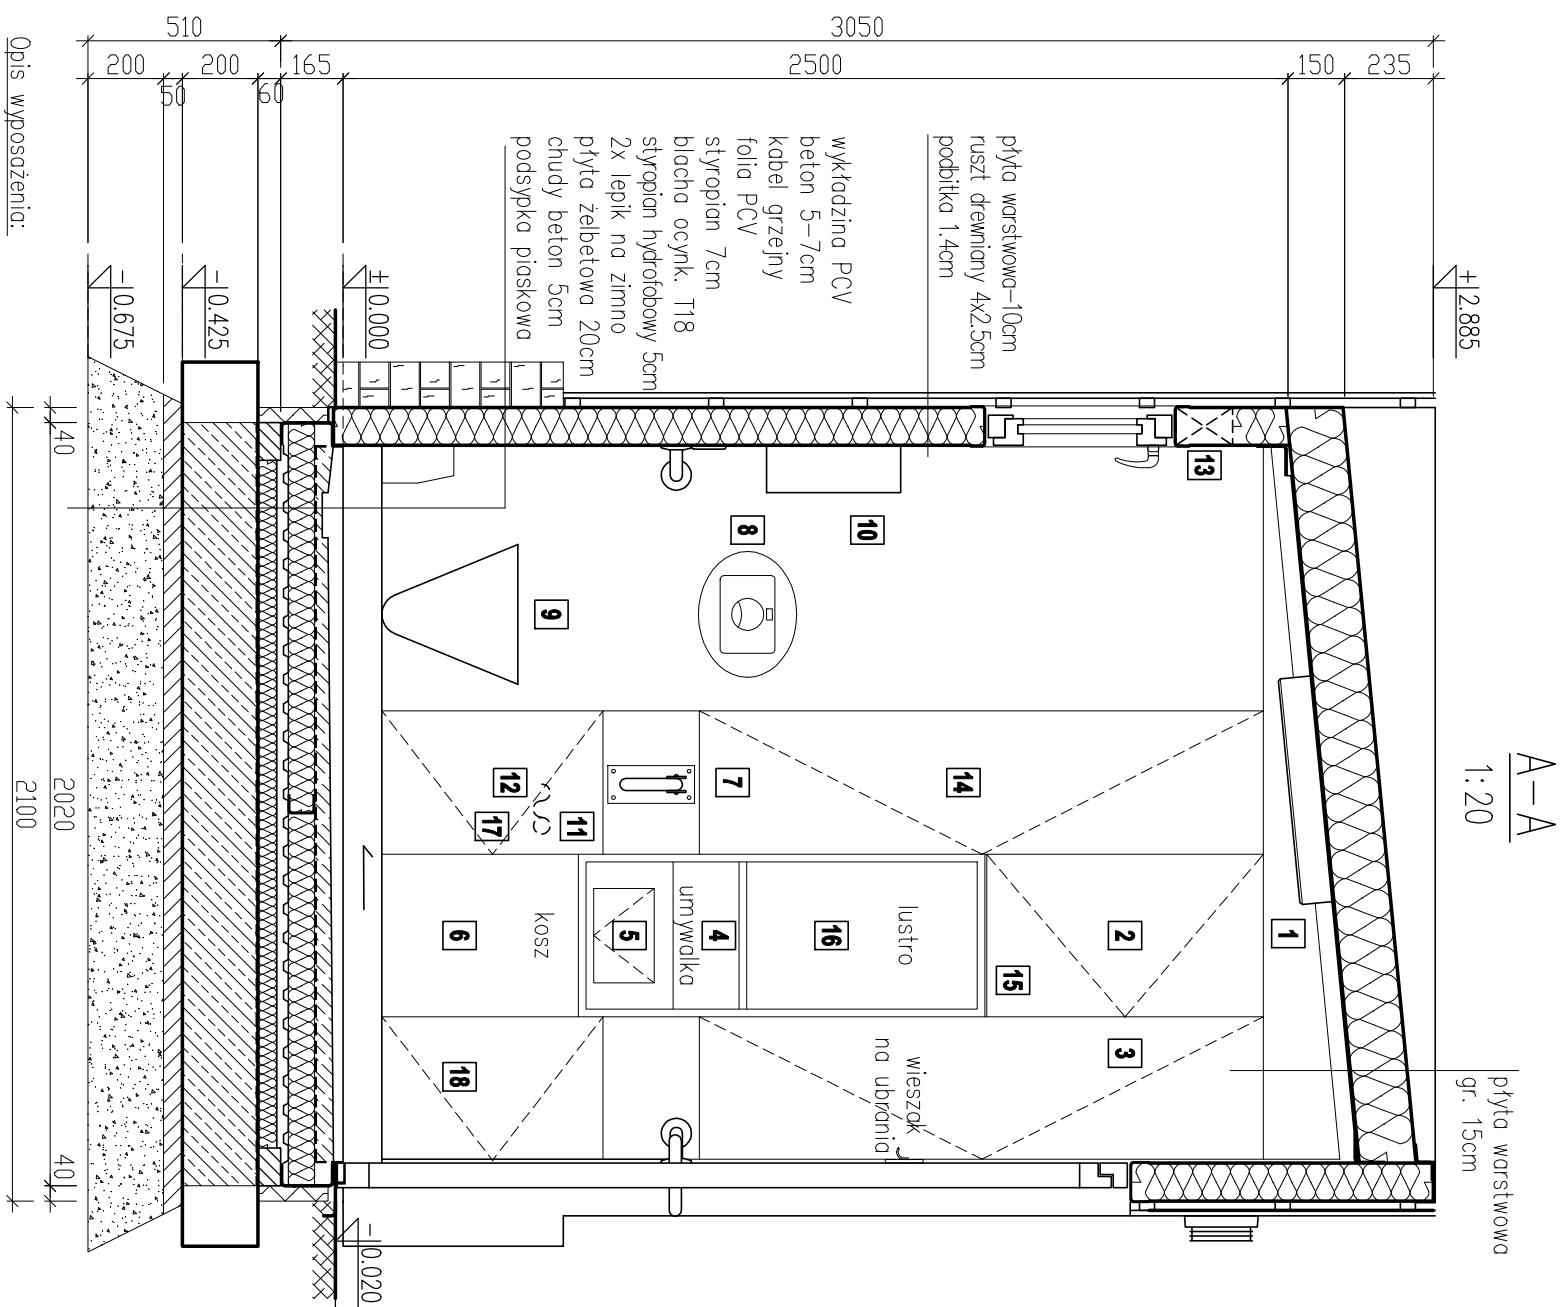 A-A
1:20
510
3050
200
50
200
60
165
2500
150
235
+2.885
±0.000
-0.425
-0.675
-0.020
płyta warstwowa-10cm
ruszt drewniany 4x2.5cm
podbitka 1.4cm
wykładzina PCV
beton 5-7cm
kabel grzejny
folia PCV
styropian 7cm
blacha ocynk. T18
styropian hydrofobowy 5cm
2x lepik na zimno
płyta żelbetowa 20cm
chudy beton 5cm
podsypka piaskowa
płyta warstwowa
gr. 15cm
13
10
8
9
12
17
11
7
14
6
kosz
5
umywalka
4
16
lustro
15
2
1
18
wieszak
na ubrania
3
40
2020
40
2100
Opis wyposażenia: